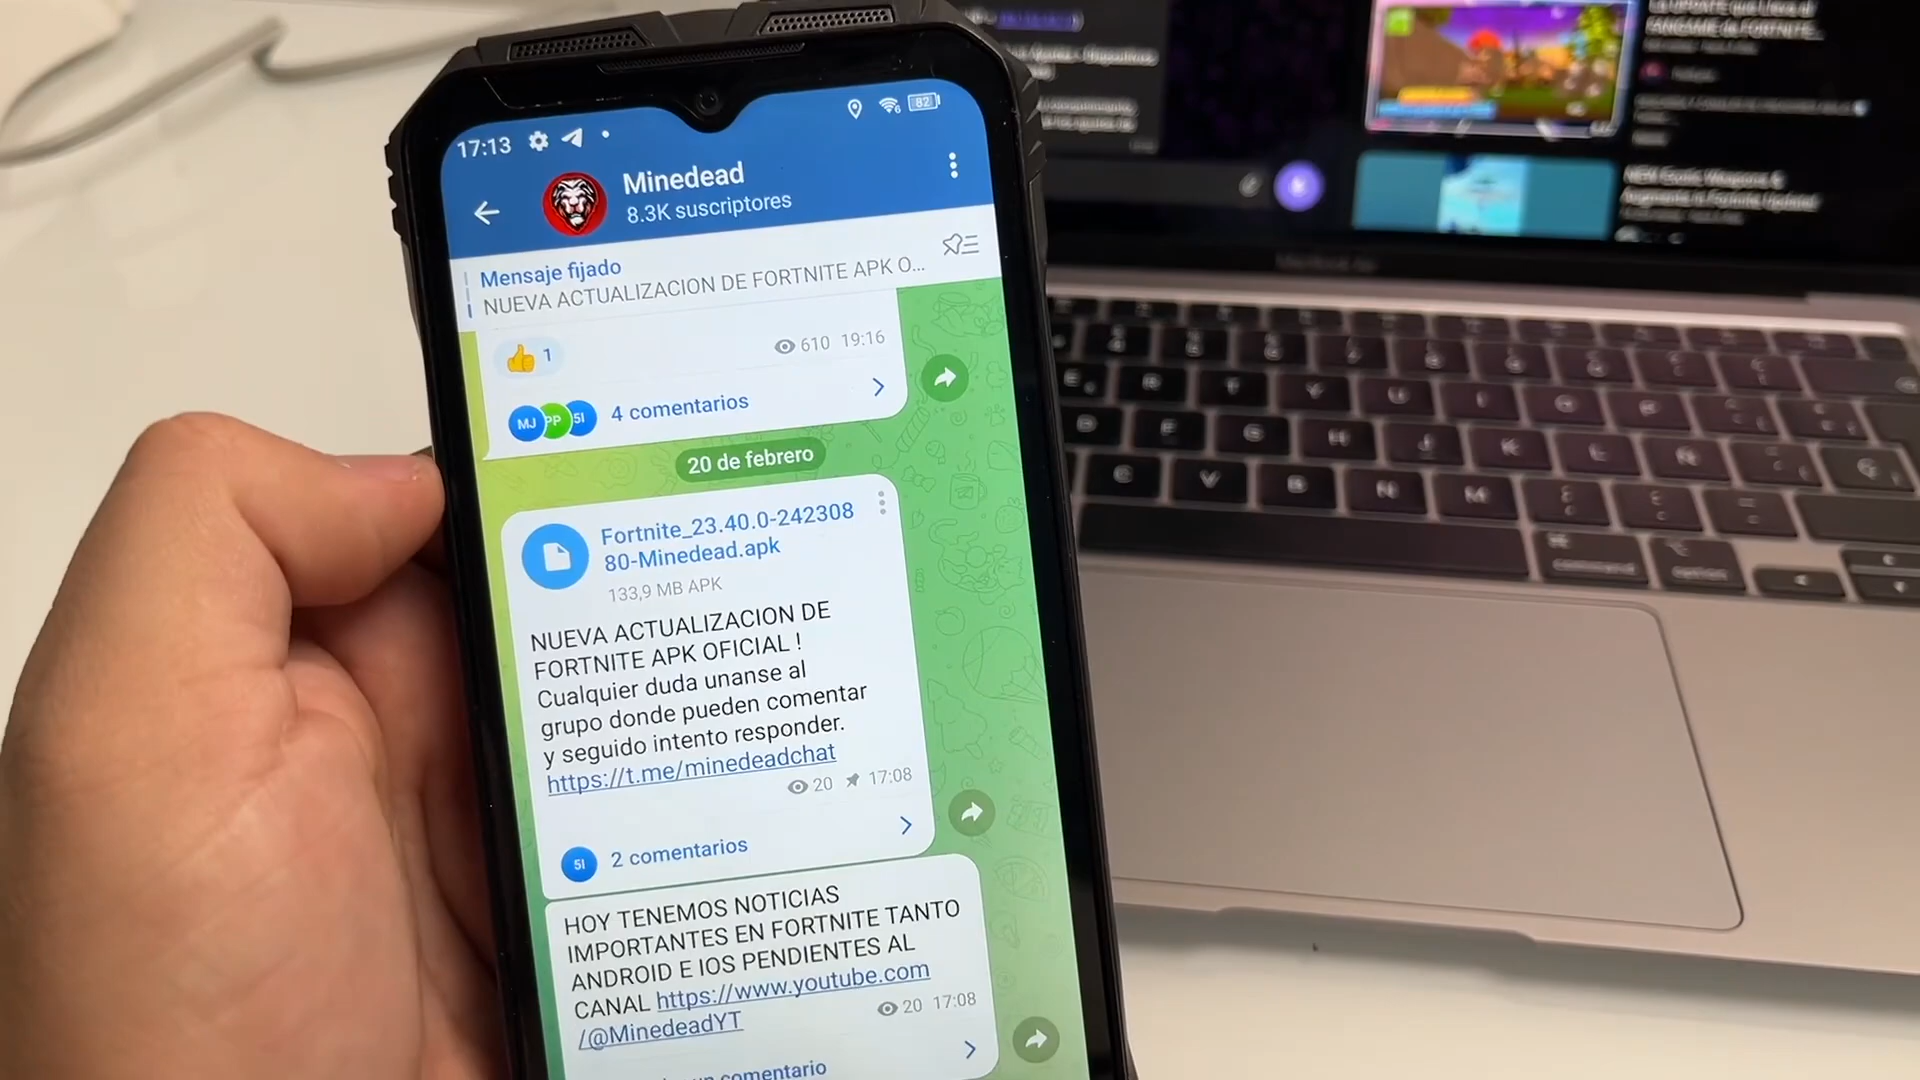 17:13
82
Minedead
8.3K suscriptores
Mensaje fijado
NUEVA ACTUALIZACION DE FORTNITE APK O...
👍 1
610 19:16
MJ PP 5I 4 comentarios
20 de febrero
Fortnite_23.40.0-242308
80-Minedead.apk
133,9 MB APK
NUEVA ACTUALIZACION DE
FORTNITE APK OFICIAL !
Cualquier duda unanse al
grupo donde pueden comentar
y seguido intento responder.
https://t.me/minedeadchat
20 17:08
5I 2 comentarios
HOY TENEMOS NOTICIAS
IMPORTANTES EN FORTNITE TANTO
ANDROID E IOS PENDIENTES AL
CANAL https://www.youtube.com
/@MinedeadYT
20 17:08
un comentario
command
option